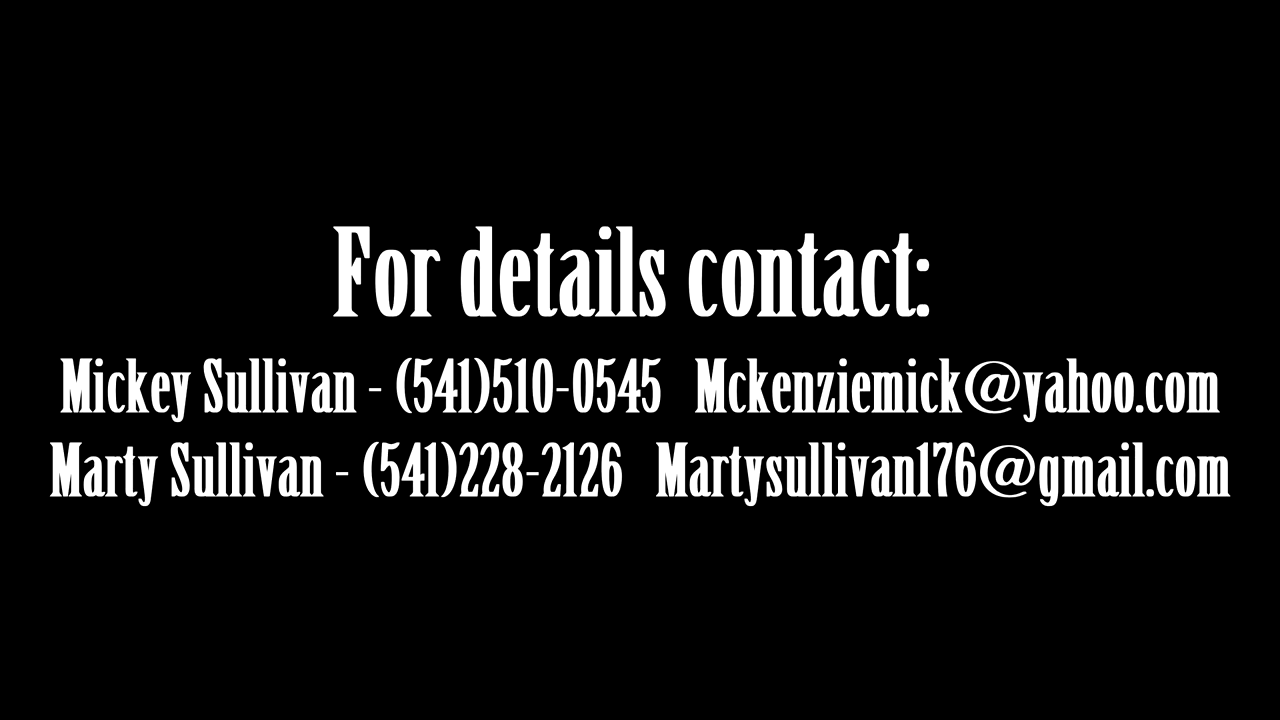 For details contact:
Mickey Sullivan - (541)510-0545 Mckenziemick@yahoo.com
Marty Sullivan - (541)228-2126 Martysullivan176@gmail.com